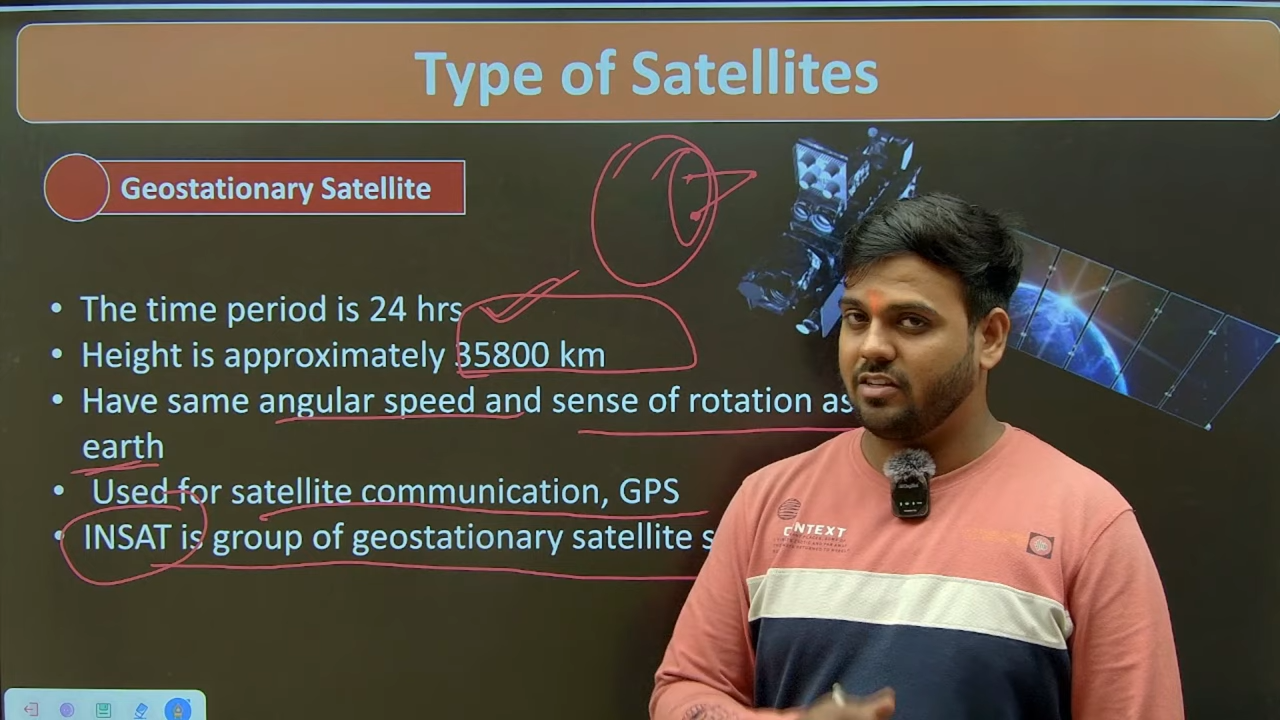 Type of Satellites
Geostationary Satellite
• The time period is 24 hrs
• Height is approximately 35800 km
• Have same angular speed and sense of rotation as
earth
• Used for satellite communication, GPS
• INSAT is group of geostationary satellite s
CNTEXT